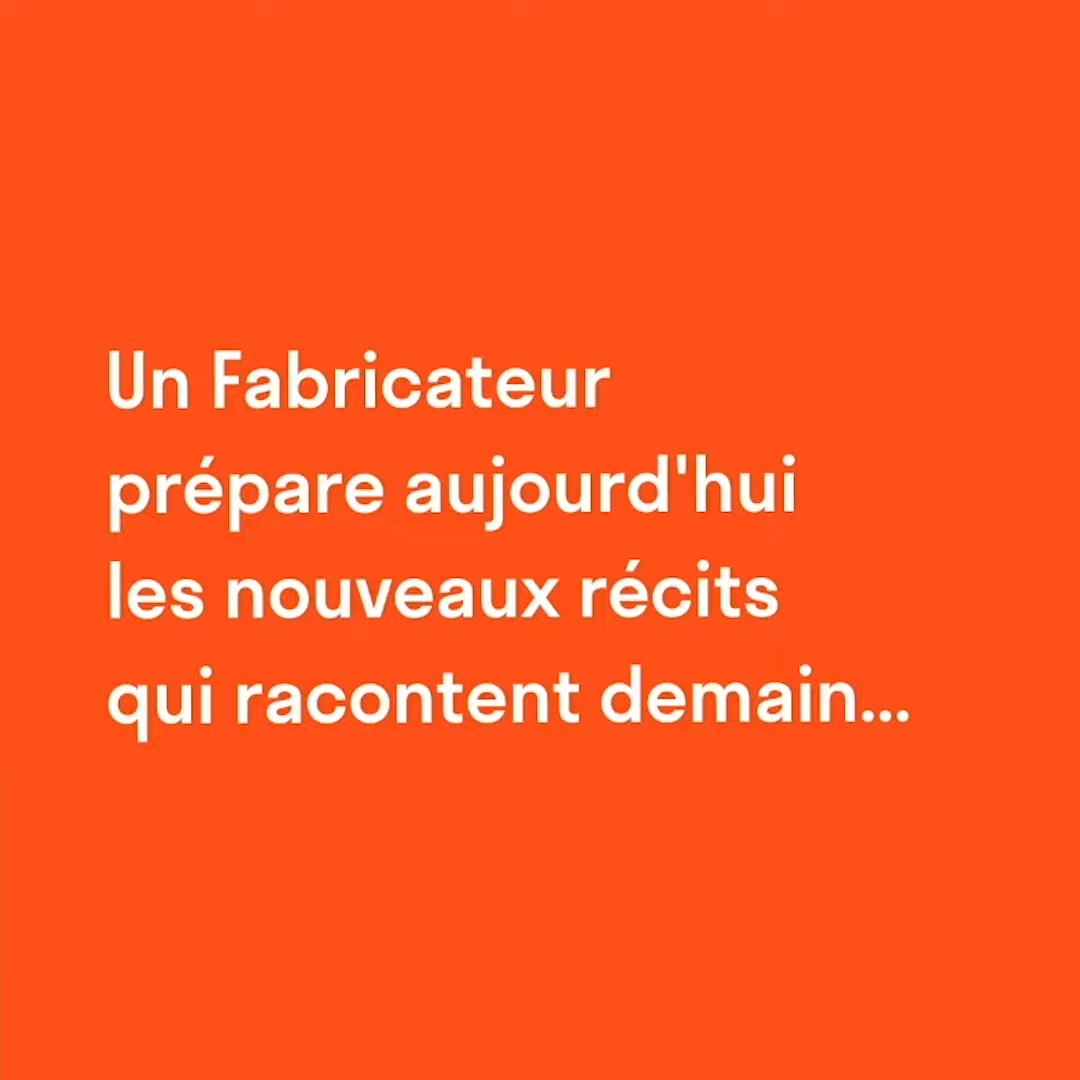 Un Fabricateur
prépare aujourd'hui
les nouveaux récits
qui racontent demain...